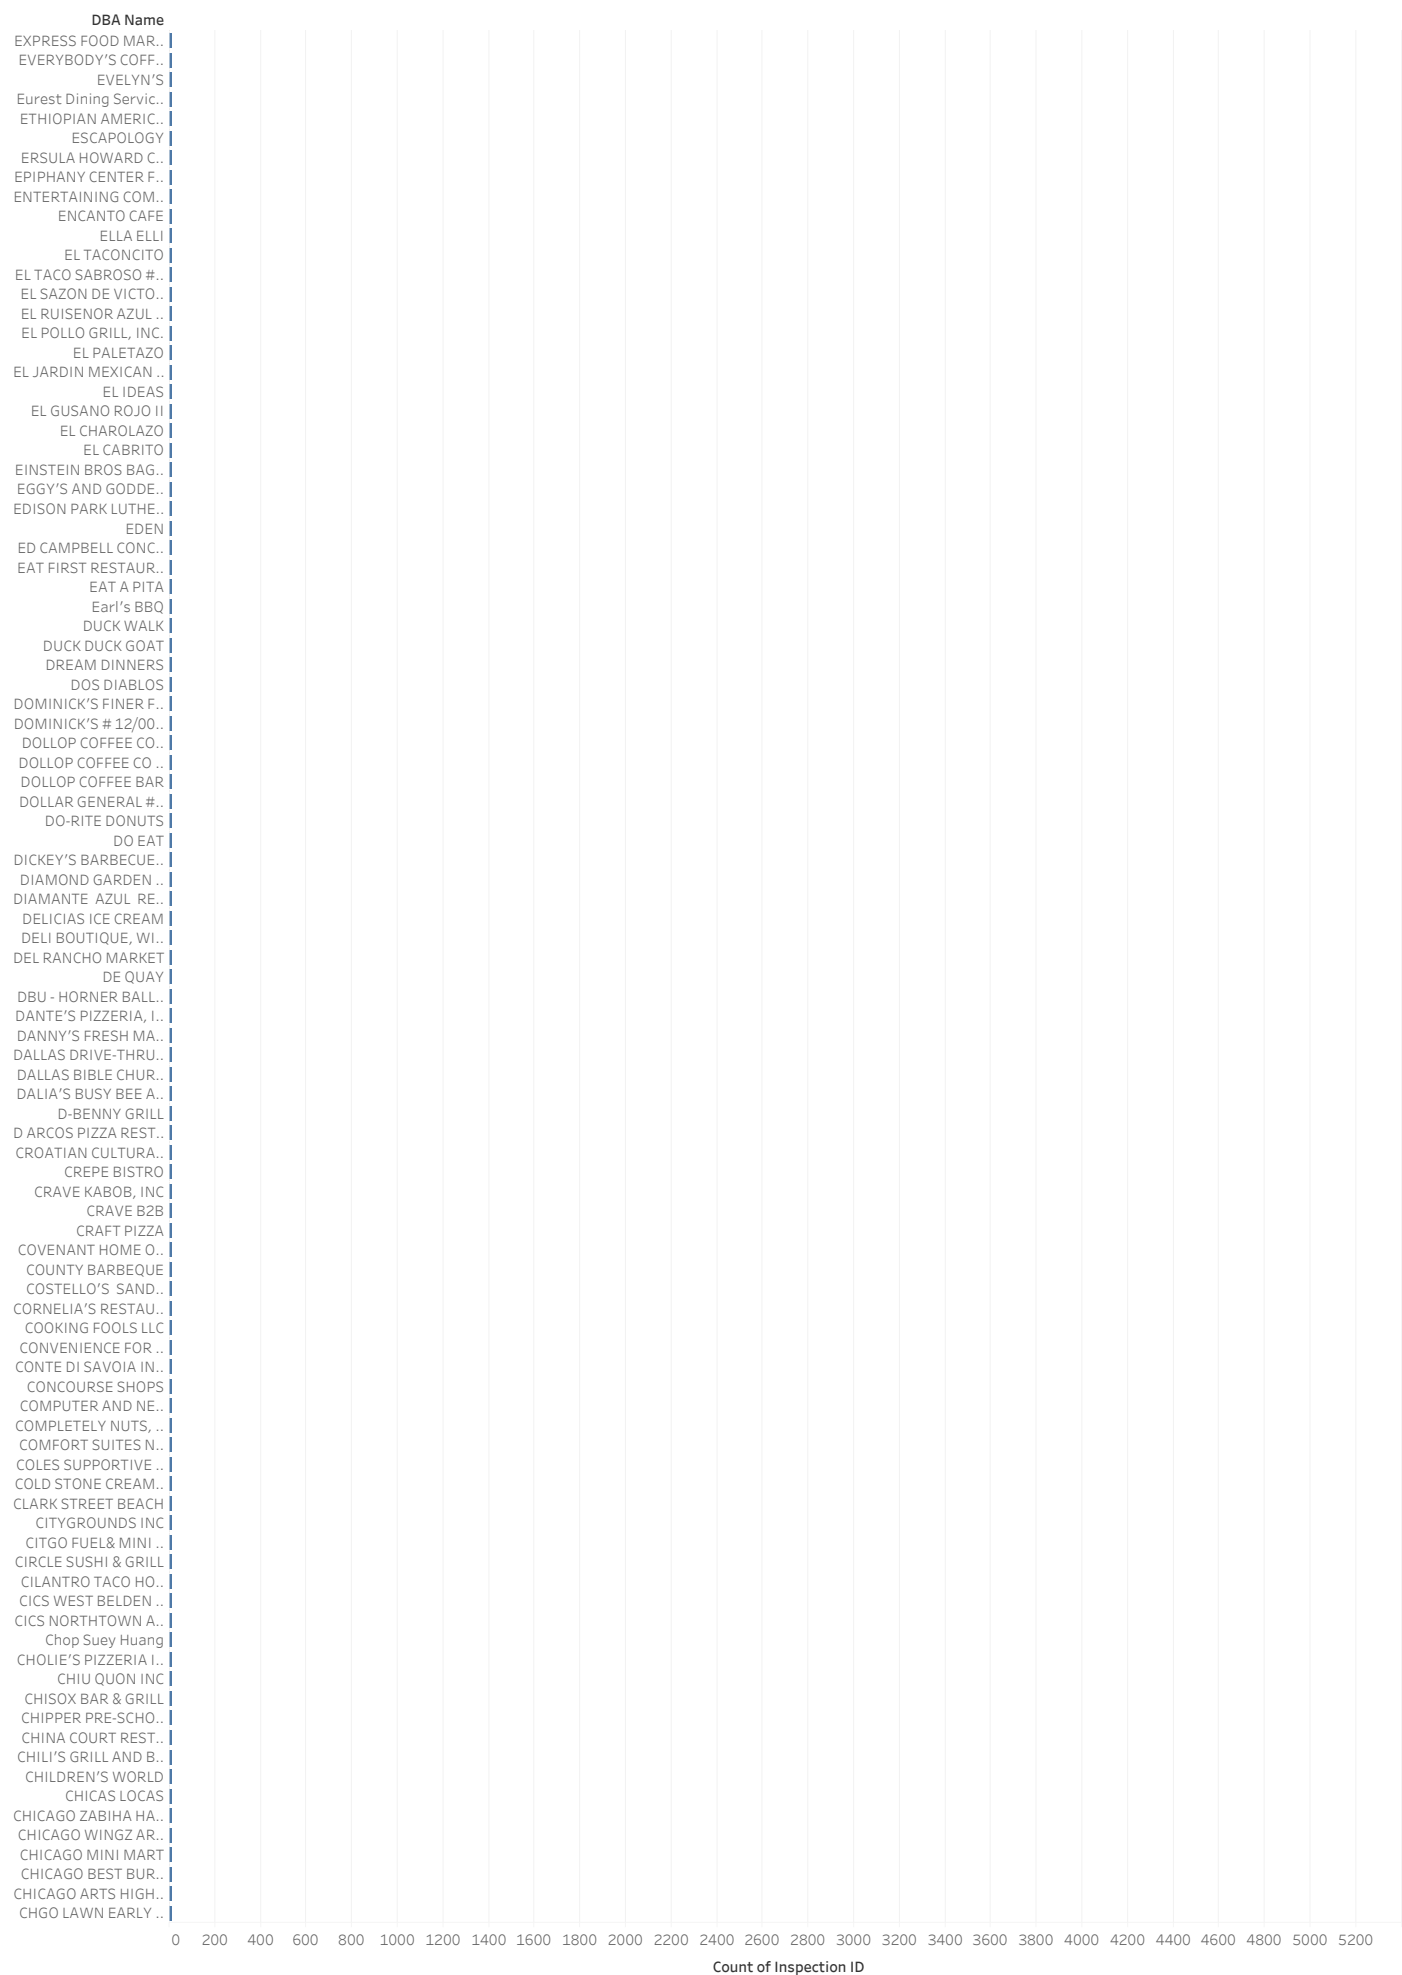 DBA Name
EXPRESS FOOD MAR..
EVERYBODY'S COFF..
EVELYN'S
Eurest Dining Servic..
ETHIOPIAN AMERIC..
ESCAPOLOGY
ERSULA HOWARD C..
EPIPHANY CENTER F..
ENTERTAINING COM..
ENCANTO CAFE
ELLA ELLI
EL TACONCITO
EL TACO SABROSO #..
EL SAZON DE VICTO..
EL RUISENOR AZUL ..
EL POLLO GRILL, INC.
EL PALETAZO
EL JARDIN MEXICAN ..
EL IDEAS
EL GUSANO ROJO II
EL CHAROLAZO
EL CABRITO
EINSTEIN BROS BAG..
EGGY'S AND GODDE..
EDISON PARK LUTHE..
EDEN
ED CAMPBELL CONC..
EAT FIRST RESTAUR..
EAT A PITA
Earl's BBQ
DUCK WALK
DUCK DUCK GOAT
DREAM DINNERS
DOS DIABLOS
DOMINICK'S FINER F..
DOMINICK'S # 12/00..
DOLLOP COFFEE CO..
DOLLOP COFFEE CO ..
DOLLOP COFFEE BAR
DOLLAR GENERAL #..
DO-RITE DONUTS
DO EAT
DICKEY'S BARBECUE..
DIAMOND GARDEN ..
DIAMANTE  AZUL  RE..
DELICIAS ICE CREAM
DELI BOUTIQUE, WI..
DEL RANCHO MARKET
DE QUAY
DBU - HORNER BALL..
DANTE'S PIZZERIA, I..
DANNY'S FRESH MA..
DALLAS DRIVE-THRU..
DALLAS BIBLE CHUR..
DALIA'S BUSY BEE A..
D-BENNY GRILL
D ARCOS PIZZA REST..
CROATIAN CULTURA..
CREPE BISTRO
CRAVE KABOB, INC
CRAVE B2B
CRAFT PIZZA
COVENANT HOME O..
COUNTY BARBEQUE
COSTELLO'S  SAND..
CORNELIA'S RESTAU..
COOKING FOOLS LLC
CONVENIENCE FOR ..
CONTE DI SAVOIA IN..
CONCOURSE SHOPS
COMPUTER AND NE..
COMPLETELY NUTS, ..
COMFORT SUITES N..
COLES SUPPORTIVE ..
COLD STONE CREAM..
CLARK STREET BEACH
CITYGROUNDS INC
CITGO FUEL& MINI ..
CIRCLE SUSHI & GRILL
CILANTRO TACO HO..
CICS WEST BELDEN ..
CICS NORTHTOWN A..
Chop Suey Huang
CHOLIE'S PIZZERIA I..
CHIU QUON INC
CHISOX BAR & GRILL
CHIPPER PRE-SCHO..
CHINA COURT REST..
CHILI'S GRILL AND B..
CHILDREN'S WORLD
CHICAS LOCAS
CHICAGO ZABIHA HA..
CHICAGO WINGZ AR..
CHICAGO MINI MART
CHICAGO BEST BUR..
CHICAGO ARTS HIGH..
CHGO LAWN EARLY ..
0 200 400 600 800 1000 1200 1400 1600 1800 2000 2200 2400 2600 2800 3000 3200 3400 3600 3800 4000 4200 4400 4600 4800 5000 5200
Count of Inspection ID